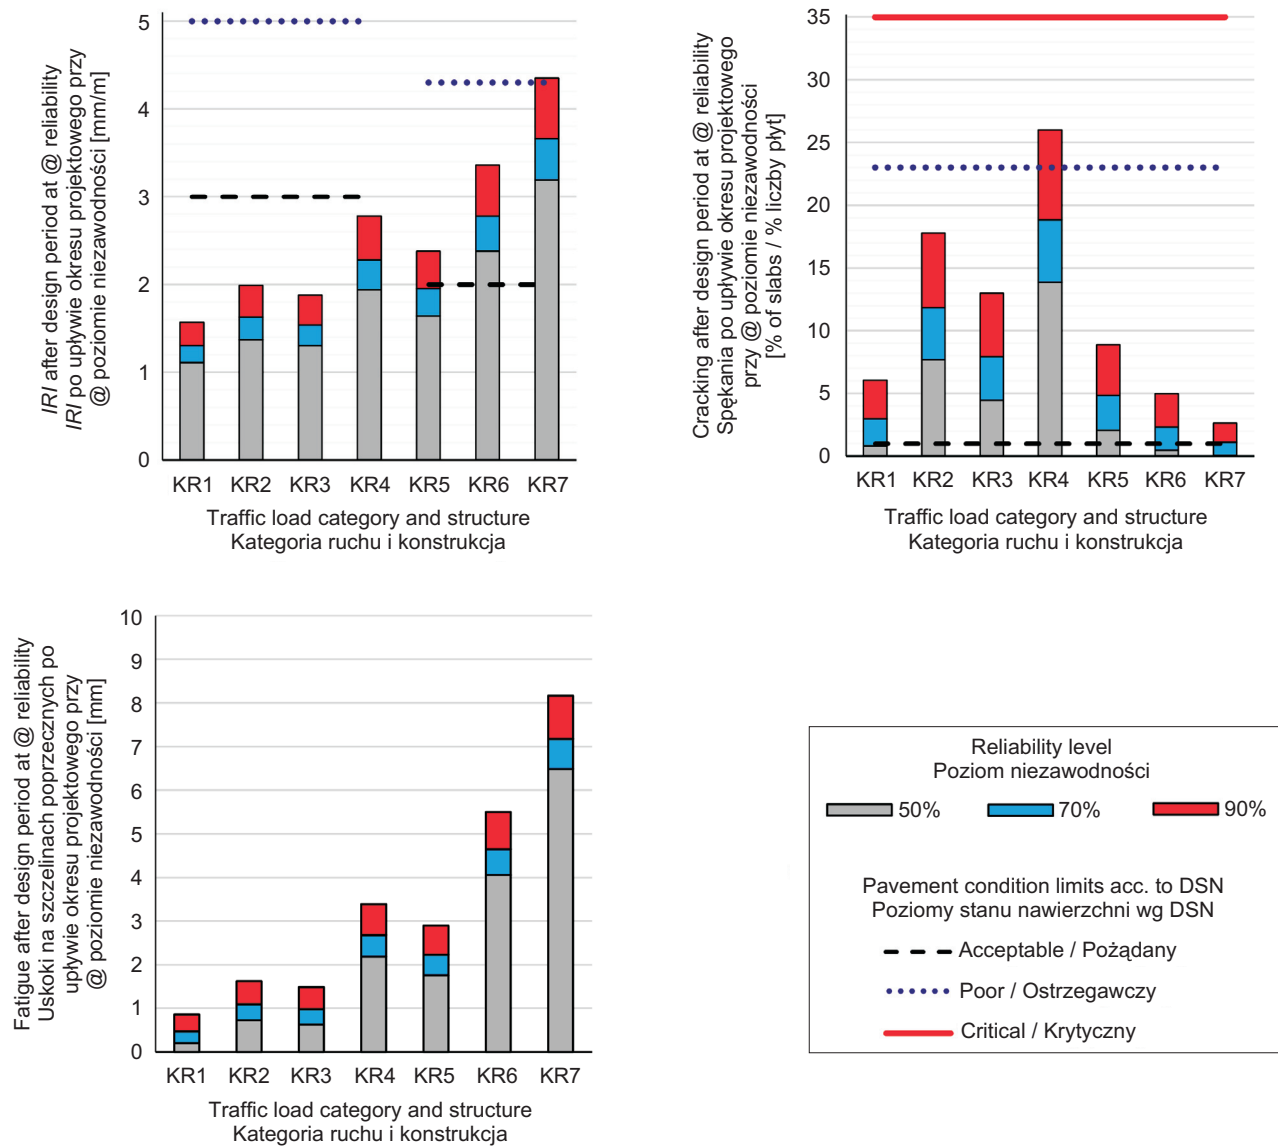 IRI after design period at @ reliability
IRI po upływie okresu projektowego przy
@ poziomie niezawodności [mm/m]
5
4
3
2
1
0
KR1 KR2 KR3 KR4 KR5 KR6 KR7
Traffic load category and structure
Kategoria ruchu i konstrukcja
Cracking after design period at @ reliability
Spękania po upływie okresu projektowego
przy @ poziomie niezawodności
[% of slabs / % liczby płyt]
35
30
25
20
15
10
5
0
KR1 KR2 KR3 KR4 KR5 KR6 KR7
Traffic load category and structure
Kategoria ruchu i konstrukcja
Fatigue after design period at @ reliability
Uskoki na szczelinach poprzecznych po
upływie okresu projektowego przy
@ poziomie niezawodności [mm]
10
9
8
7
6
5
4
3
2
1
0
KR1 KR2 KR3 KR4 KR5 KR6 KR7
Traffic load category and structure
Kategoria ruchu i konstrukcja
Reliability level
Poziom niezawodności
50% 70% 90%
Pavement condition limits acc. to DSN
Poziomy stanu nawierzchni wg DSN
Acceptable / Pożądany
Poor / Ostrzegawczy
Critical / Krytyczny